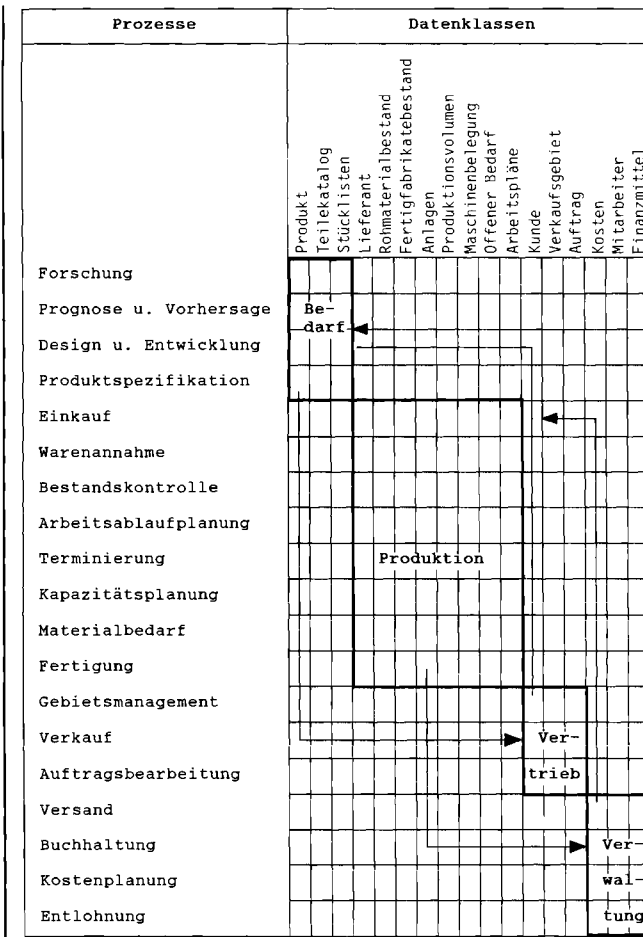 Prozesse
Datenklassen
Produkt
Teilekatalog
Stücklisten
Lieferant
Rohmaterialbestand
Fertigfabrikatebestand
Anlagen
Produktionsvolumen
Maschinenbelegung
Offener Bedarf
Arbeitspläne
Kunde
Verkaufsgebiet
Auftrag
Kosten
Mitarbeiter
Finanzmittel
Forschung
Prognose u. Vorhersage
Be-
darf
Design u. Entwicklung
Produktspezifikation
Einkauf
Warenannahme
Bestandskontrolle
Arbeitsablaufplanung
Terminierung
Produktion
Kapazitätsplanung
Materialbedarf
Fertigung
Gebietsmanagement
Verkauf
Ver-
Auftragsbearbeitung
trieb
Versand
Buchhaltung
Ver-
Kostenplanung
wal-
Entlohnung
tung